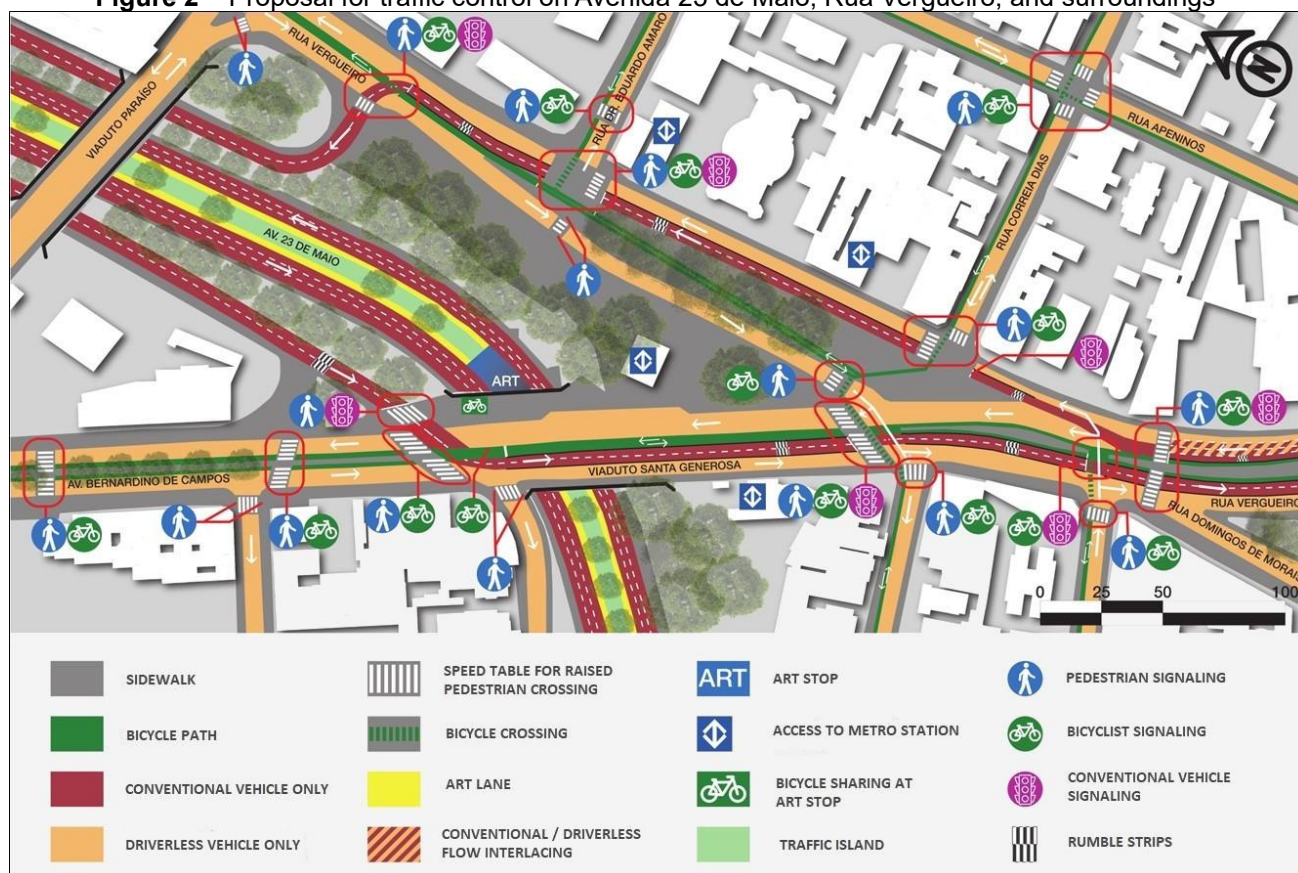 Figure 2 – Proposal for traffic control on Avenida 23 de Maio, Rua Vergueiro, and surroundings
RUA VERGUEIRO
RUA DR. EDUARDO AMARO
N
VIADUTO PARAÍSO
RUA APENINOS
RUA CORREIA DIAS
AV. 23 DE MAIO
ART
VIADUTO SANTA GENEROSA
AV. BERNARDINO DE CAMPOS
RUA VERGUEIRO
RUA DOMINGOS DE MORAIS
0 25 50 100
SIDEWALK
SPEED TABLE FOR RAISED
PEDESTRIAN CROSSING
ART
ART STOP
PEDESTRIAN SIGNALING
BICYCLE PATH
BICYCLE CROSSING
ACCESS TO METRO STATION
BICYCLIST SIGNALING
CONVENTIONAL VEHICLE ONLY
ART LANE
BICYCLE SHARING AT
ART STOP
CONVENTIONAL VEHICLE
SIGNALING
DRIVERLESS VEHICLE ONLY
CONVENTIONAL / DRIVERLESS
FLOW INTERLACING
TRAFFIC ISLAND
RUMBLE STRIPS